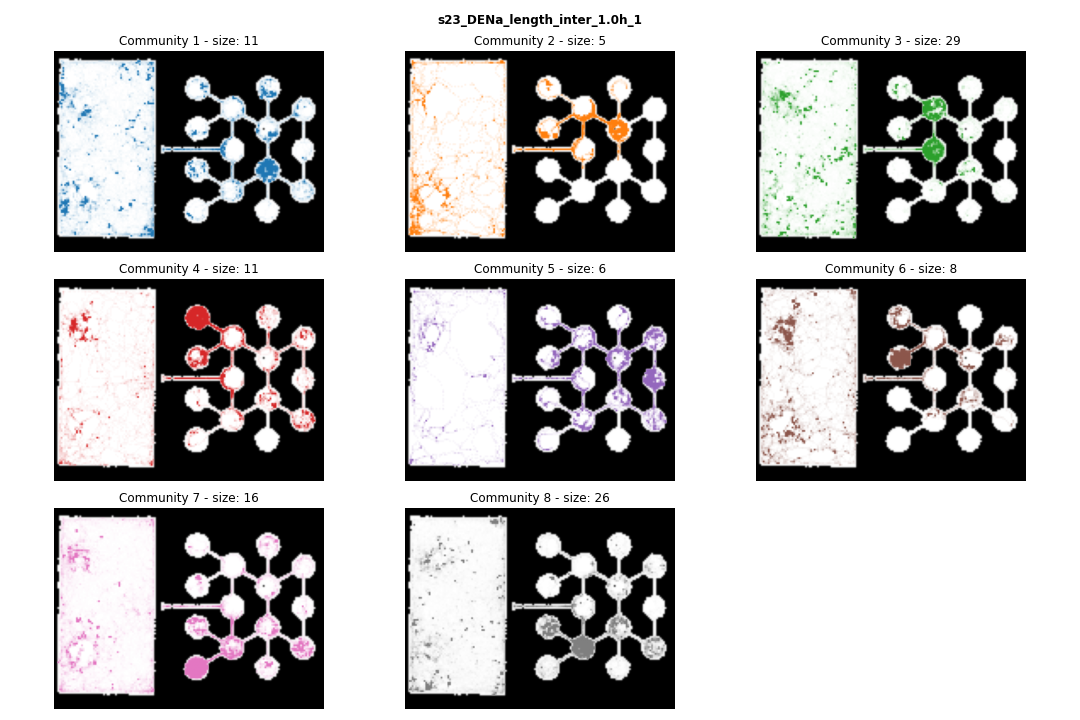 s23_DENa_length_inter_1.0h_1
Community 1 - size: 11
Community 2 - size: 5
Community 3 - size: 29
Community 4 - size: 11
Community 5 - size: 6
Community 6 - size: 8
Community 7 - size: 16
Community 8 - size: 26